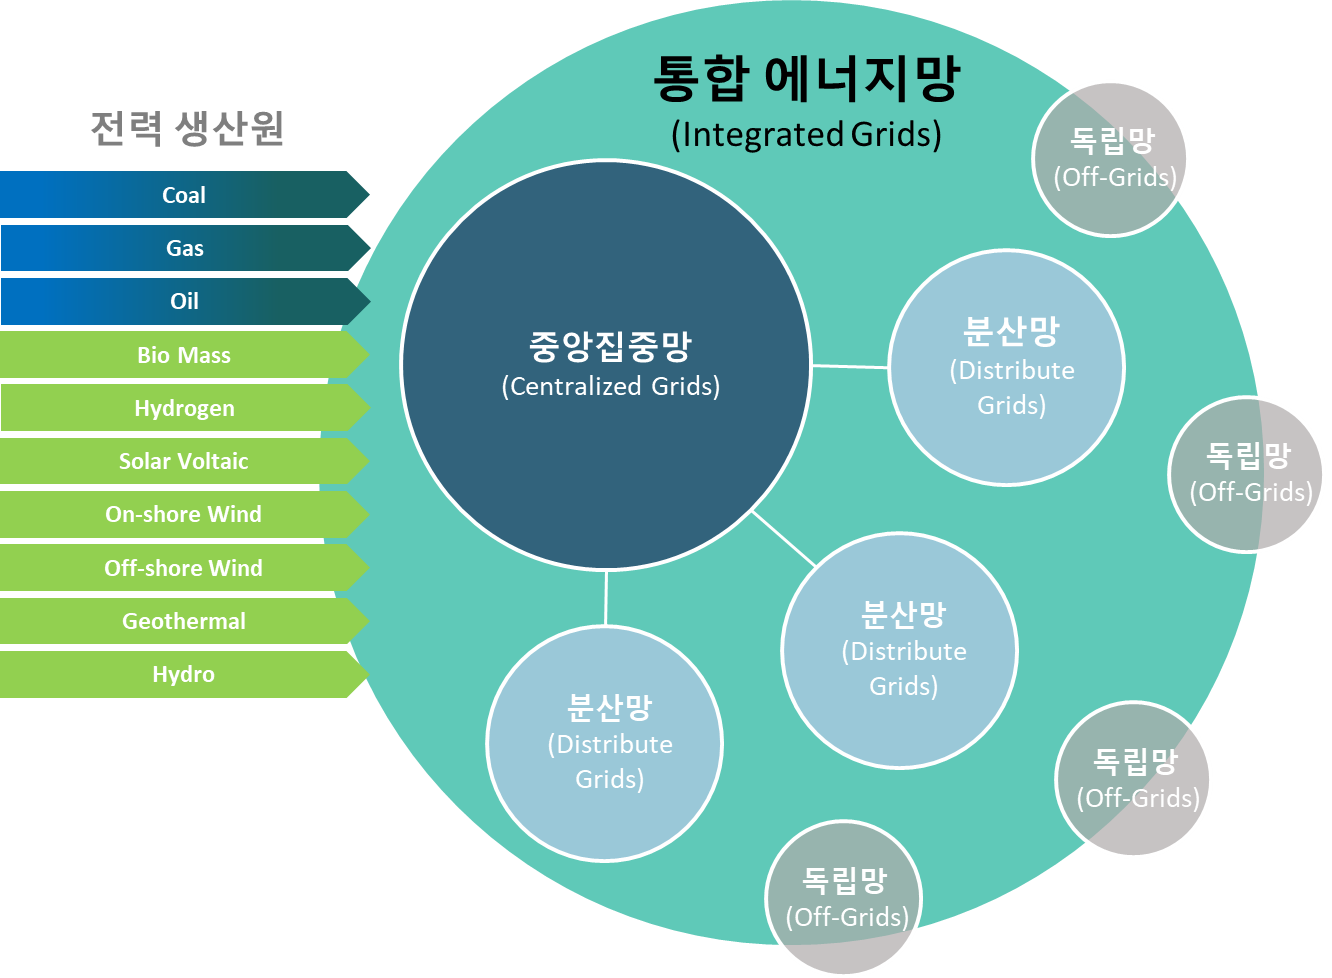 통합 에너지망
(Integrated Grids)
전력 생산원
Coal
Gas
Oil
Bio Mass
Hydrogen
Solar Voltaic
On-shore Wind
Off-shore Wind
Geothermal
Hydro
중앙집중망
(Centralized Grids)
분산망
(Distribute
Grids)
분산망
(Distribute
Grids)
분산망
(Distribute
Grids)
독립망
(Off-Grids)
독립망
(Off-Grids)
독립망
(Off-Grids)
독립망
(Off-Grids)